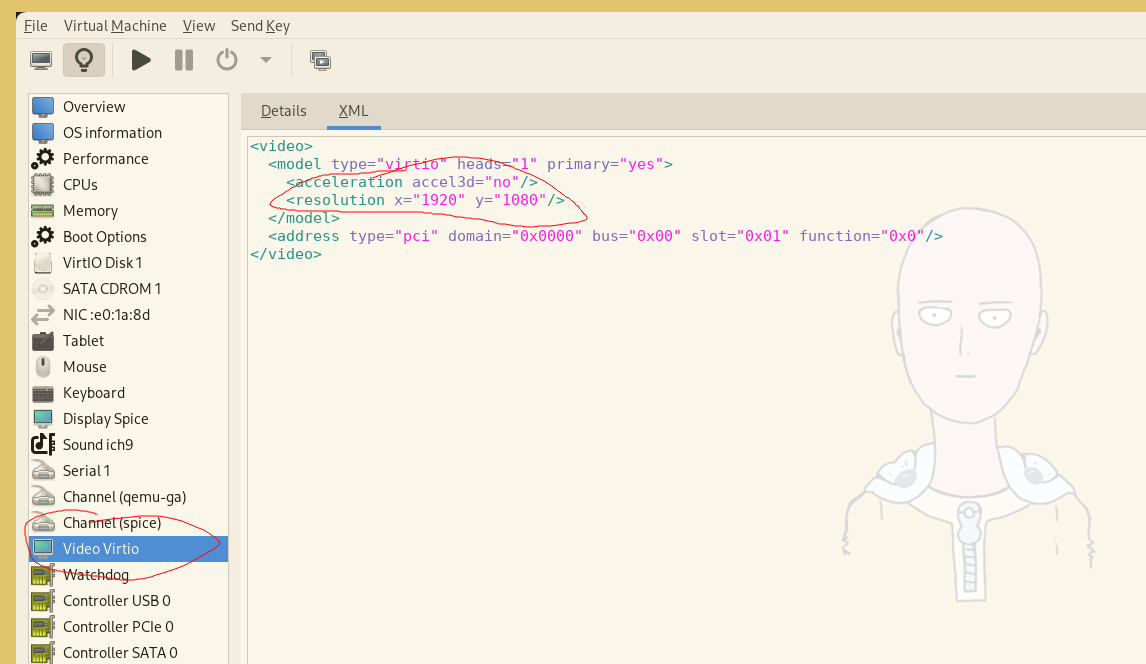 File Virtual Machine View Send Key
Details XML
Overview
OS information
Performance
CPUs
Memory
Boot Options
VirtIO Disk 1
SATA CDROM 1
NIC :e0:1a:8d
Tablet
Mouse
Keyboard
Display Spice
Sound ich9
Serial 1
Channel (qemu-ga)
Channel (spice)
Video Virtio
Watchdog
Controller USB 0
Controller PCIe 0
Controller SATA 0
<video>
  <model type="virtio" heads="1" primary="yes">
    <acceleration accel3d="no"/>
    <resolution x="1920" y="1080"/>
  </model>
  <address type="pci" domain="0x0000" bus="0x00" slot="0x01" function="0x0"/>
</video>